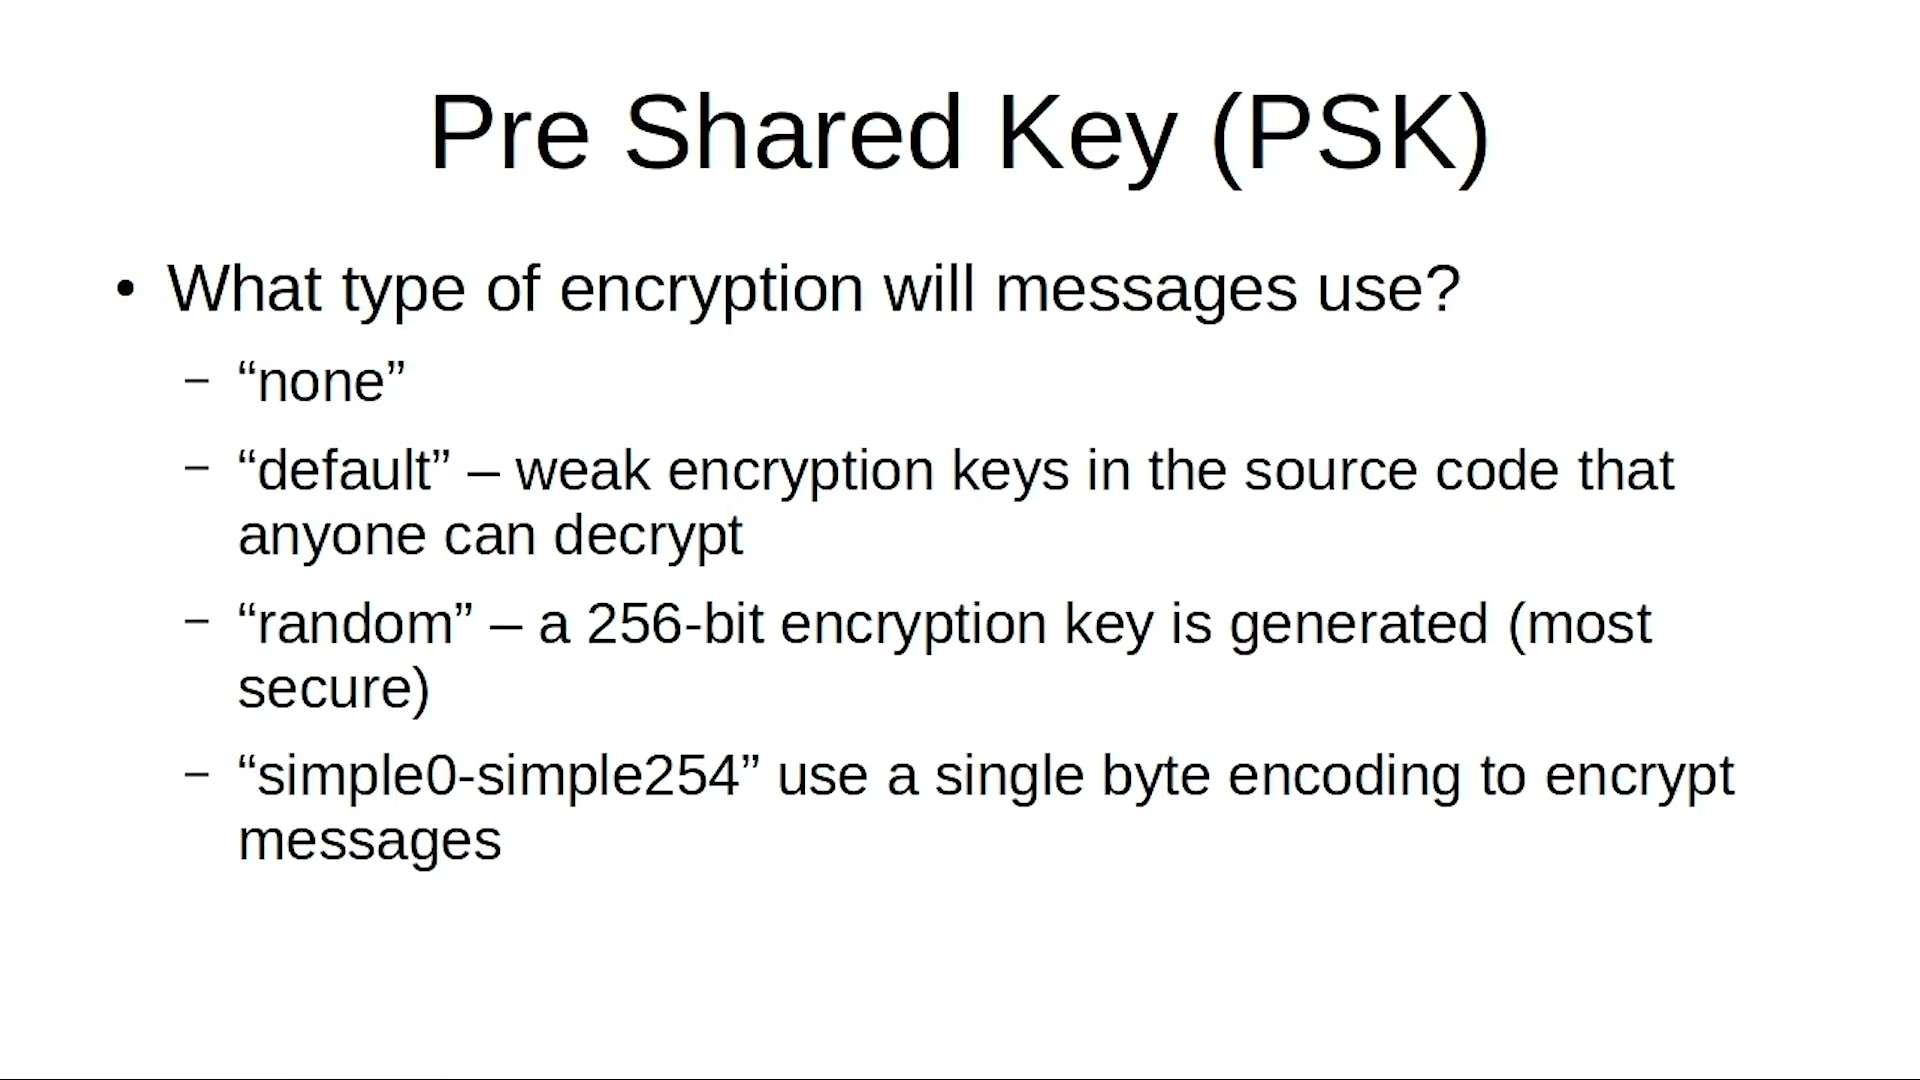 Pre Shared Key (PSK)
• What type of encryption will messages use?
– “none”
– “default” – weak encryption keys in the source code that
anyone can decrypt
– “random” – a 256-bit encryption key is generated (most
secure)
– “simple0-simple254” use a single byte encoding to encrypt
messages